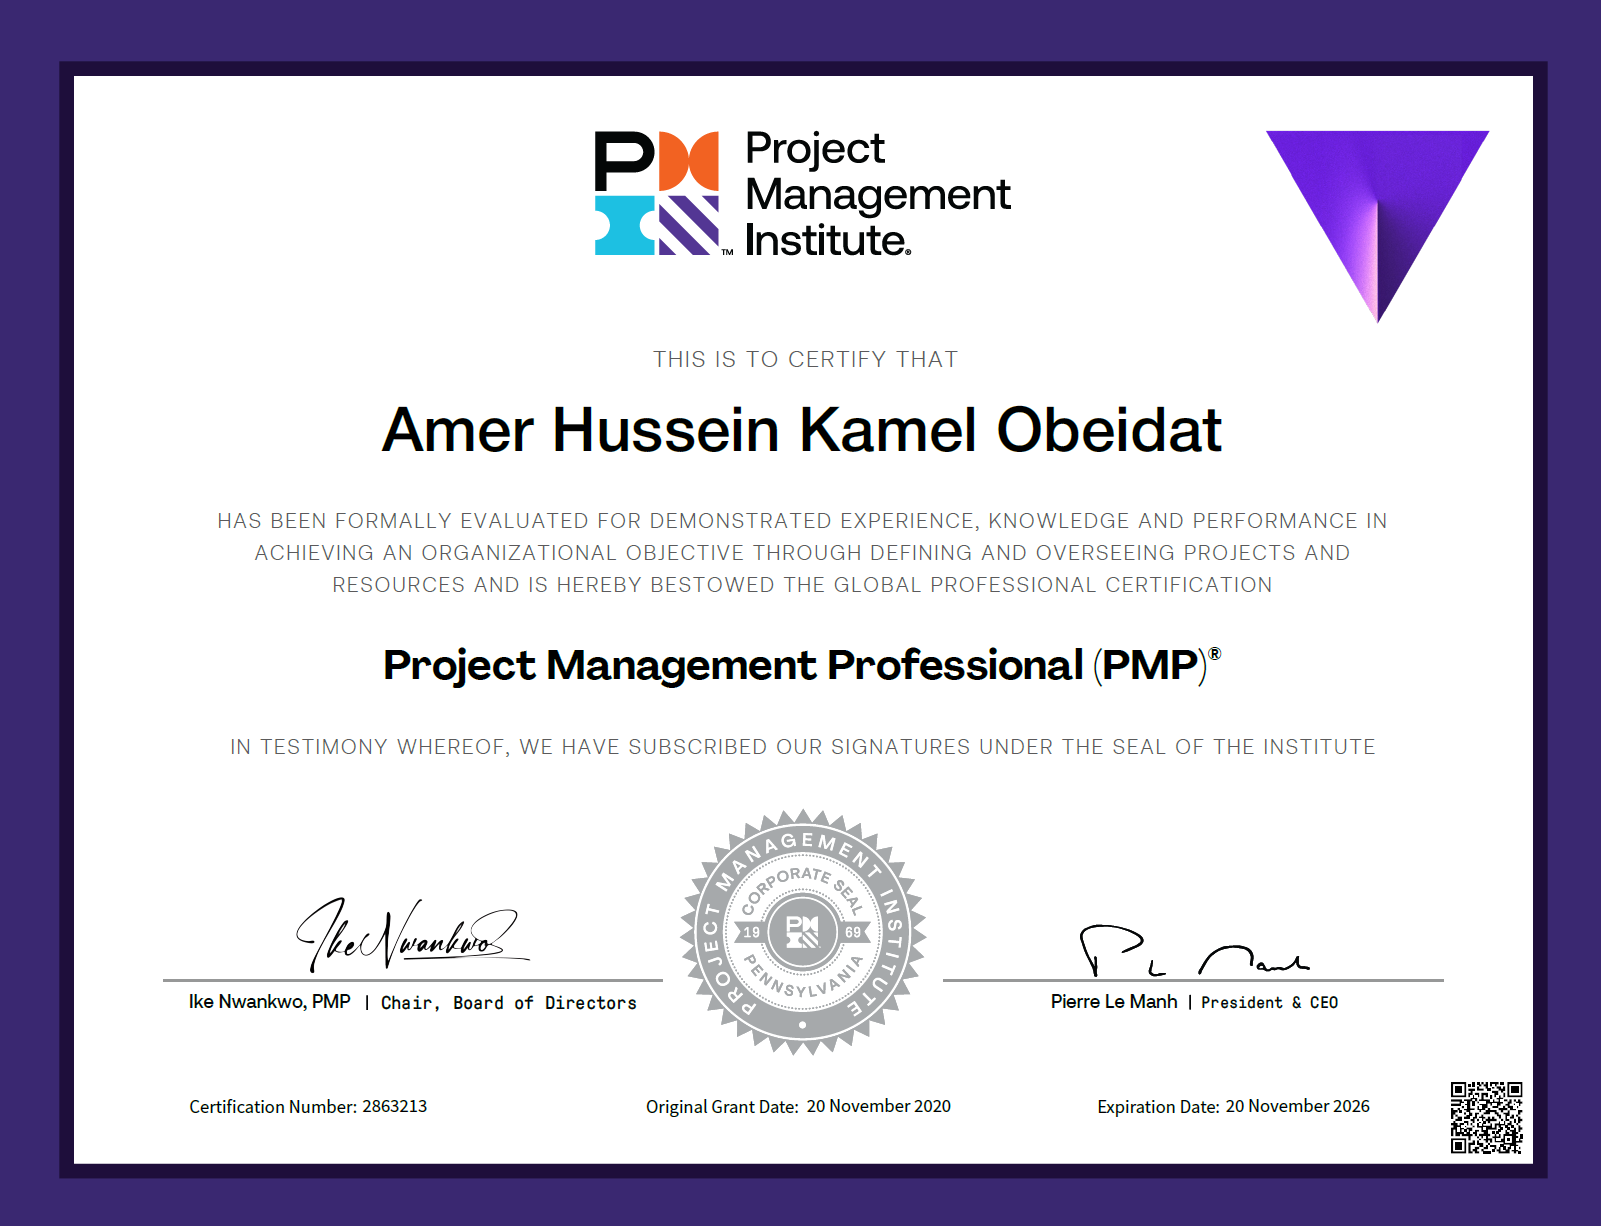 PM
Project
Management
Institute®
™
THIS IS TO CERTIFY THAT
Amer Hussein Kamel Obeidat
HAS BEEN FORMALLY EVALUATED FOR DEMONSTRATED EXPERIENCE, KNOWLEDGE AND PERFORMANCE IN
ACHIEVING AN ORGANIZATIONAL OBJECTIVE THROUGH DEFINING AND OVERSEEING PROJECTS AND
RESOURCES AND IS HEREBY BESTOWED THE GLOBAL PROFESSIONAL CERTIFICATION
Project Management Professional (PMP)®
IN TESTIMONY WHEREOF, WE HAVE SUBSCRIBED OUR SIGNATURES UNDER THE SEAL OF THE INSTITUTE
PROJECT MANAGEMENT INSTITUTE
CORPORATE SEAL
19 69
PENNSYLVANIA
Ike Nwankwo
Ike Nwankwo, PMP | Chair, Board of Directors
Pierre Le Manh | President & CEO
Certification Number: 2863213
Original Grant Date: 20 November 2020
Expiration Date: 20 November 2026